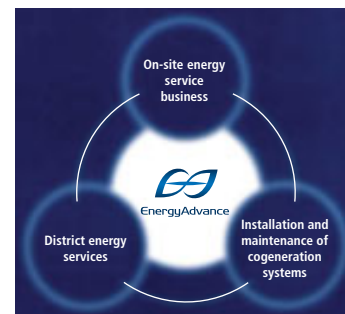 On-site energy
service
business
EnergyAdvance
District energy
services
Installation and
maintenance of
cogeneration
systems